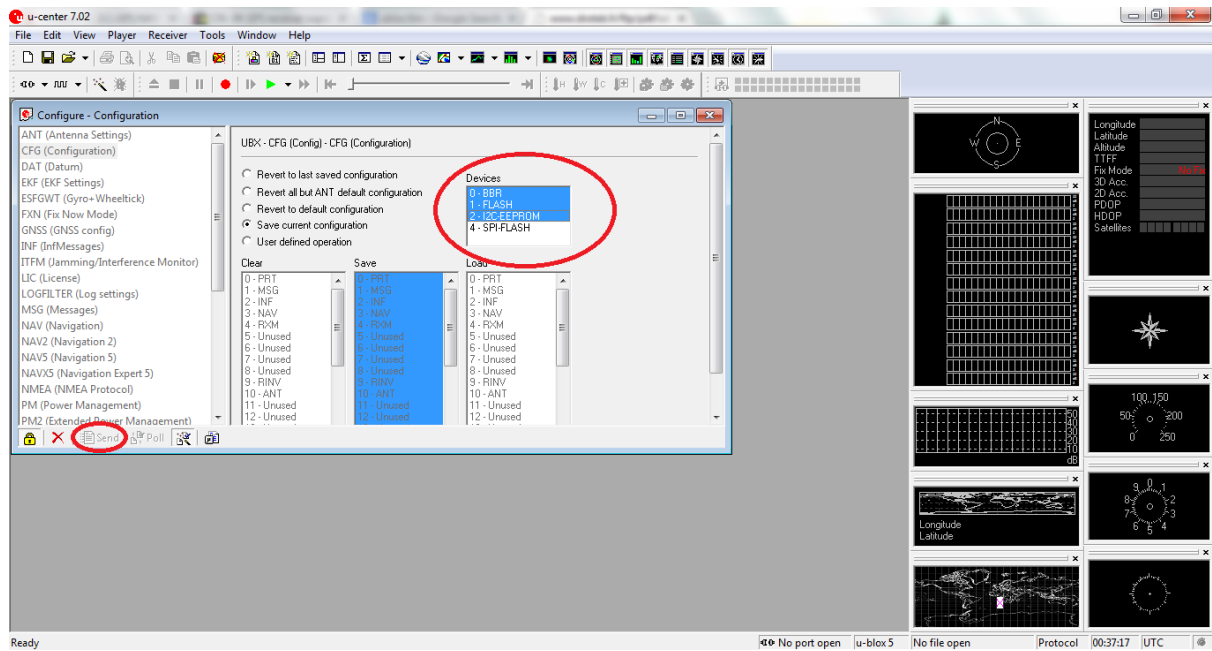 u-center 7.02
File Edit View Player Receiver Tools Window Help
Configure - Configuration
ANT (Antenna Settings)
CFG (Configuration)
DAT (Datum)
EKF (EKF Settings)
ESFGWT (Gyro+Wheeltick)
FXN (Fix Now Mode)
GNSS (GNSS config)
INF (InfMessages)
ITFM (Jamming/Interference Monitor)
LIC (License)
LOGFILTER (Log settings)
MSG (Messages)
NAV (Navigation)
NAV2 (Navigation 2)
NAV5 (Navigation 5)
NAVX5 (Navigation Expert 5)
NMEA (NMEA Protocol)
PM (Power Management)
PM2 (Extended Power Management)
UBX - CFG (Config) - CFG (Configuration)
Revert to last saved configuration
Revert all but ANT default configuration
Revert to default configuration
Save current configuration
User defined operation
Devices
0 - BBR
1 - FLASH
2 - I2C-EEPROM
4 - SPI-FLASH
Clear
0 - PRT
1 - MSG
2 - INF
3 - NAV
4 - RXM
5 - Unused
6 - Unused
7 - Unused
8 - Unused
9 - RINV
10 - ANT
11 - Unused
12 - Unused
Save
0 - PRT
1 - MSG
2 - INF
3 - NAV
4 - RXM
5 - Unused
6 - Unused
7 - Unused
8 - Unused
9 - RINV
10 - ANT
11 - Unused
12 - Unused
Load
0 - PRT
1 - MSG
2 - INF
3 - NAV
4 - RXM
5 - Unused
6 - Unused
7 - Unused
8 - Unused
9 - RINV
10 - ANT
11 - Unused
12 - Unused
Send Poll
N
W E
S
50
40
30
20
10
dB
Longitude
Latitude
Longitude
Latitude
Altitude
TTFF
Fix Mode
3D Acc.
2D Acc.
PDOP
HDOP
Satellites
100 150
50 200
0 250
9 0 1
8 2
7 3
6 5 4
Ready
No port open
u-blox 5
No file open
Protocol
00:37:17
UTC